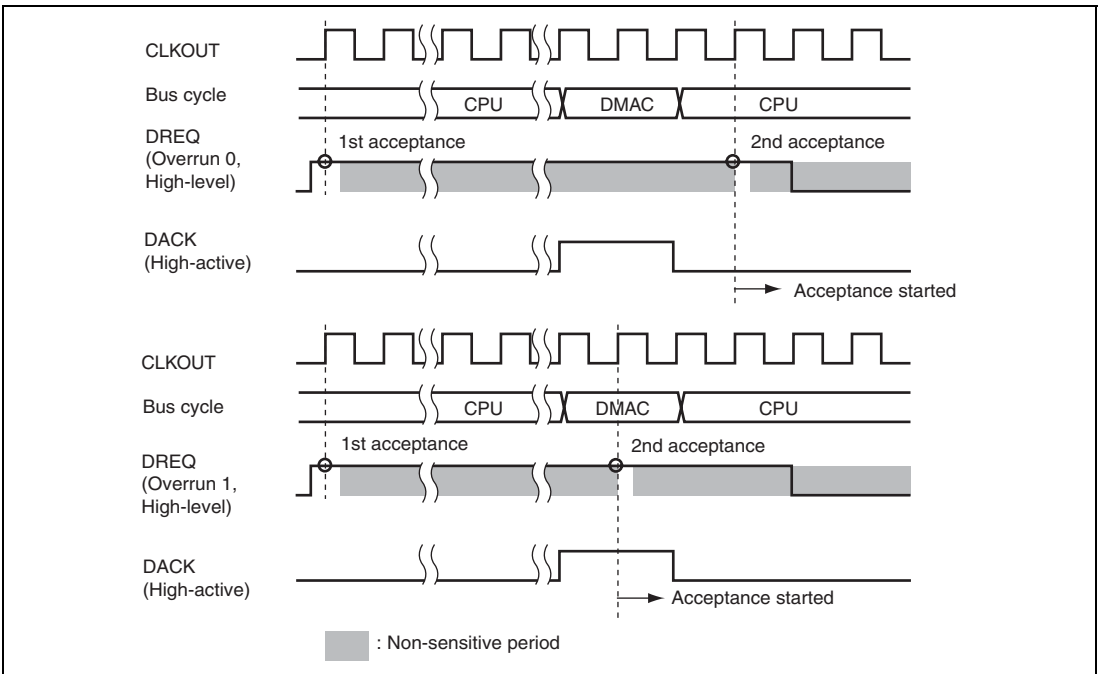 CLKOUT
Bus cycle
CPU
DMAC
CPU
DREQ
(Overrun 0,
High-level)
1st acceptance
2nd acceptance
DACK
(High-active)
Acceptance started
CLKOUT
Bus cycle
CPU
DMAC
CPU
DREQ
(Overrun 1,
High-level)
1st acceptance
2nd acceptance
DACK
(High-active)
Acceptance started
: Non-sensitive period